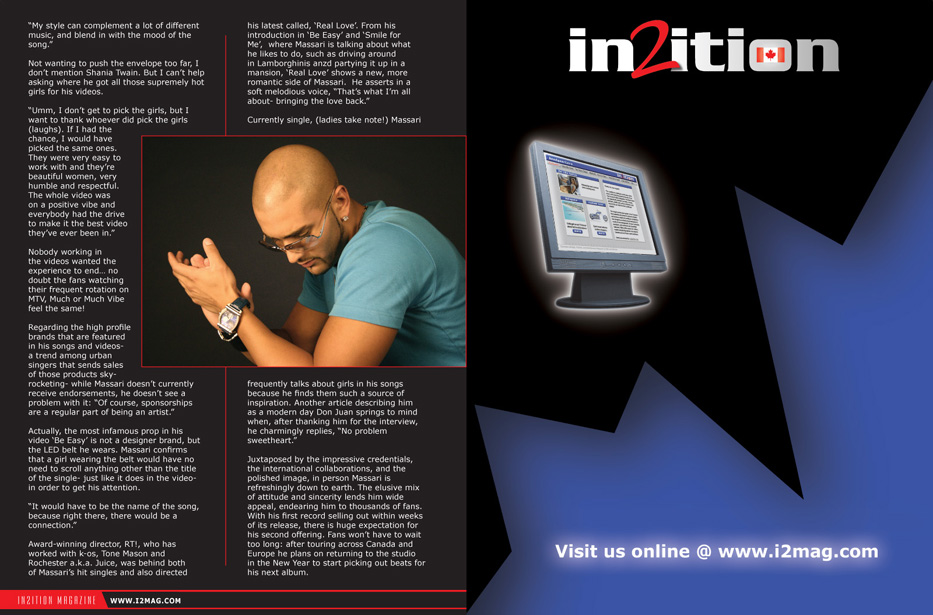 “My style can complement a lot of different
music, and blend in with the mood of the
song.”
Not wanting to push the envelope too far, I
don’t mention Shania Twain. But I can’t help
asking where he got all those supremely hot
girls for his videos.
“Umm, I don’t get to pick the girls, but I
want to thank whoever did pick the girls
(laughs). If I had the
chance, I would have
picked the same ones.
They were very easy to
work with and they’re
beautiful women, very
humble and respectful.
The whole video was
on a positive vibe and
everybody had the drive
to make it the best video
they’ve ever been in.”
Nobody working in
the videos wanted the
experience to end… no
doubt the fans watching
their frequent rotation on
MTV, Much or Much Vibe
feel the same!
Regarding the high profile
brands that are featured
in his songs and videos-
a trend among urban
singers that sends sales
of those products sky-
rocketing- while Massari doesn’t currently
receive endorsements, he doesn’t see a
problem with it: “Of course, sponsorships
are a regular part of being an artist.”
Actually, the most infamous prop in his
video ‘Be Easy’ is not a designer brand, but
the LED belt he wears. Massari confirms
that a girl wearing the belt would have no
need to scroll anything other than the title
of the single- just like it does in the video-
in order to get his attention.
“It would have to be the name of the song,
because right there, there would be a
connection.”
Award-winning director, RT!, who has
worked with k-os, Tone Mason and
Rochester a.k.a. Juice, was behind both
of Massari’s hit singles and also directed
his latest called, ‘Real Love’. From his
introduction in ‘Be Easy’ and ‘Smile for
Me’,  where Massari is talking about what
he likes to do, such as driving around
in Lamborghinis anzd partying it up in a
mansion, ‘Real Love’ shows a new, more
romantic side of Massari.  He asserts in a
soft melodious voice, “That’s what I’m all
about- bringing the love back.”
Currently single, (ladies take note!) Massari
frequently talks about girls in his songs
because he finds them such a source of
inspiration. Another article describing him
as a modern day Don Juan springs to mind
when, after thanking him for the interview,
he charmingly replies, “No problem
sweetheart.”
Juxtaposed by the impressive credentials,
the international collaborations, and the
polished image, in person Massari is
refreshingly down to earth. The elusive mix
of attitude and sincerity lends him wide
appeal, endearing him to thousands of fans.
With his first record selling out within weeks
of its release, there is huge expectation for
his second offering. Fans won’t have to wait
too long: after touring across Canada and
Europe he plans on returning to the studio
in the New Year to start picking out beats for
his next album.
IN2ITION MAGAZINE
WWW.I2MAG.COM
in2ition
Visit us online @ www.i2mag.com